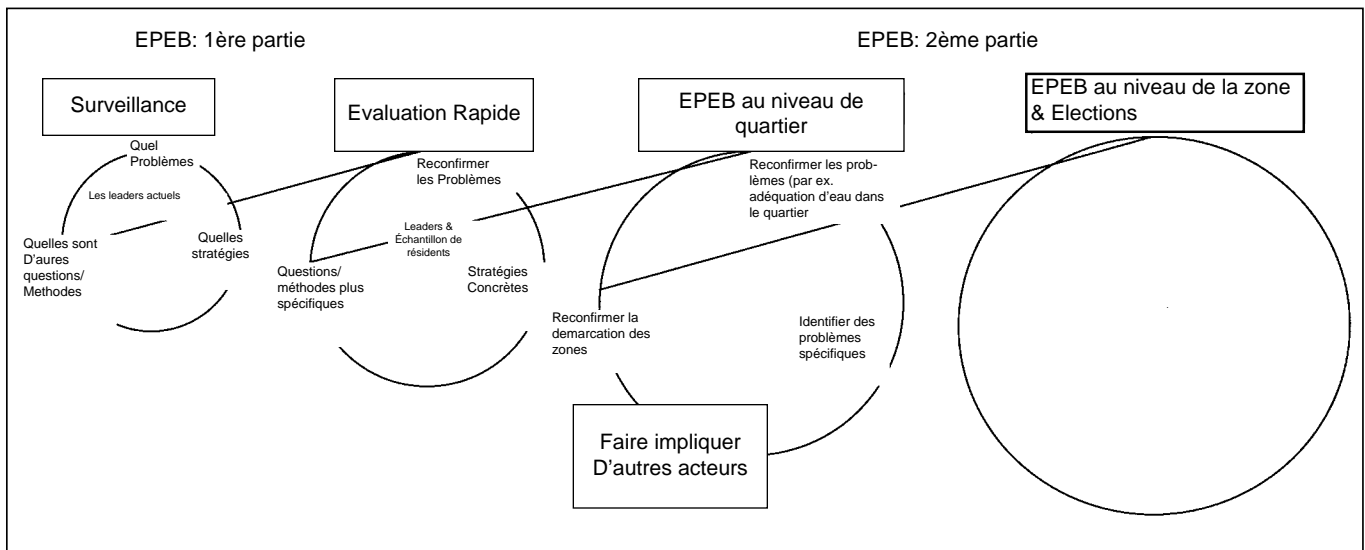 EPEB: 1ère partie
EPEB: 2ème partie
Surveillance
Quel
Problèmes
Les leaders actuels
Quelles sont
D'aures
questions/
Methodes
Quelles
stratégies
Evaluation Rapide
Reconfirmer
les Problèmes
Leaders &
Échantillon de
résidents
Questions/
méthodes plus
spécifiques
Stratégies
Concrètes
EPEB au niveau de
quartier
Reconfirmer les prob-
lèmes (par ex.
adéquation d'eau dans
le quartier
Reconfirmer la
demarcation des
zones
Identifier des
problèmes
spécifiques
Faire impliquer
D'autres acteurs
EPEB au niveau de la zone
& Elections